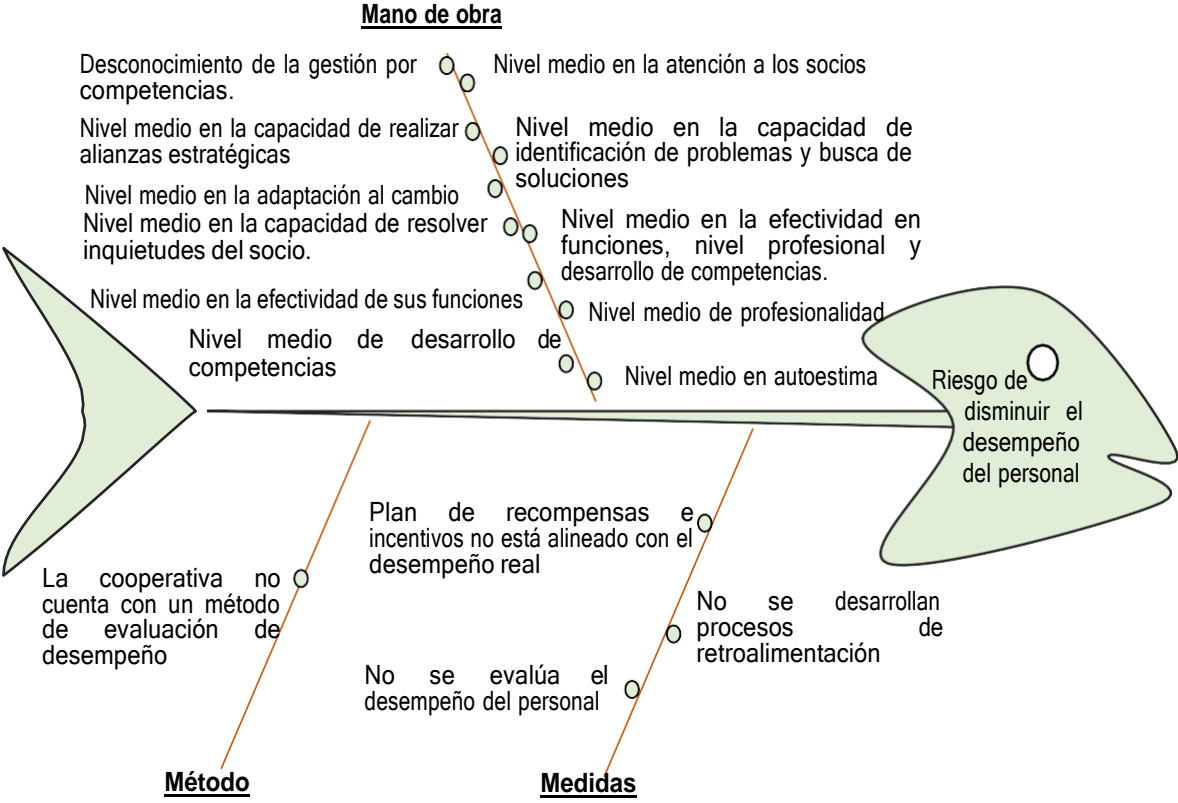 Mano de obra
Desconocimiento de la gestión por
competencias.
Nivel medio en la atención a los socios
Nivel medio en la capacidad de realizar
alianzas estratégicas
Nivel medio en la capacidad de
identificación de problemas y busca de
soluciones
Nivel medio en la adaptación al cambio
Nivel medio en la capacidad de resolver
inquietudes del socio.
Nivel medio en la efectividad en
funciones, nivel profesional y
desarrollo de competencias.
Nivel medio en la efectividad de sus funciones
Nivel medio de profesionalidad
Nivel medio de desarrollo de
competencias
Nivel medio en autoestima
Riesgo de
disminuir el
desempeño
del personal
Plan de recompensas e
incentivos no está alineado con el
desempeño real
La cooperativa no
cuenta con un método
de evaluación de
desempeño
No se desarrollan
procesos de
retroalimentación
No se evalúa el
desempeño del personal
Método
Medidas